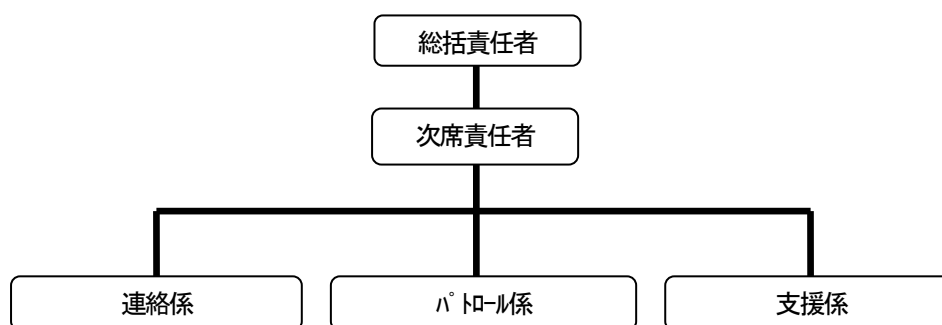 総括責任者
次席責任者
連絡係
ﾊﾟﾄﾛｰﾙ係
支援係